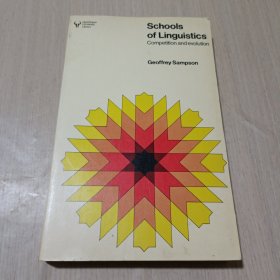 Schools
of Linguistics
Competition and evolution
Geoffrey Sampson